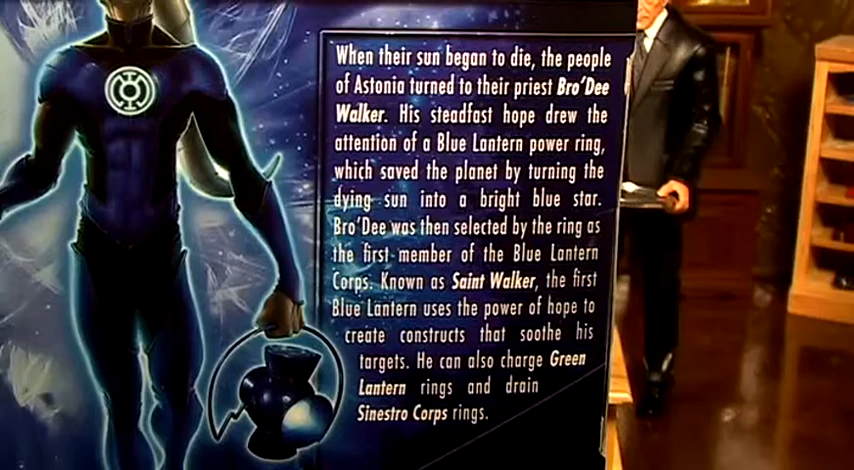 When their sun began to die, the people
of Astonia turned to their priest Bro'Dee
Walker. His steadfast hope drew the
attention of a Blue Lantern power ring,
which saved the planet by turning the
dying sun into a bright blue star.
Bro'Dee was then selected by the ring as
the first member of the Blue Lantern
Corps. Known as Saint Walker, the first
Blue Lantern uses the power of hope to
create constructs that soothe his
targets. He can also charge Green
Lantern rings and drain
Sinestro Corps rings.